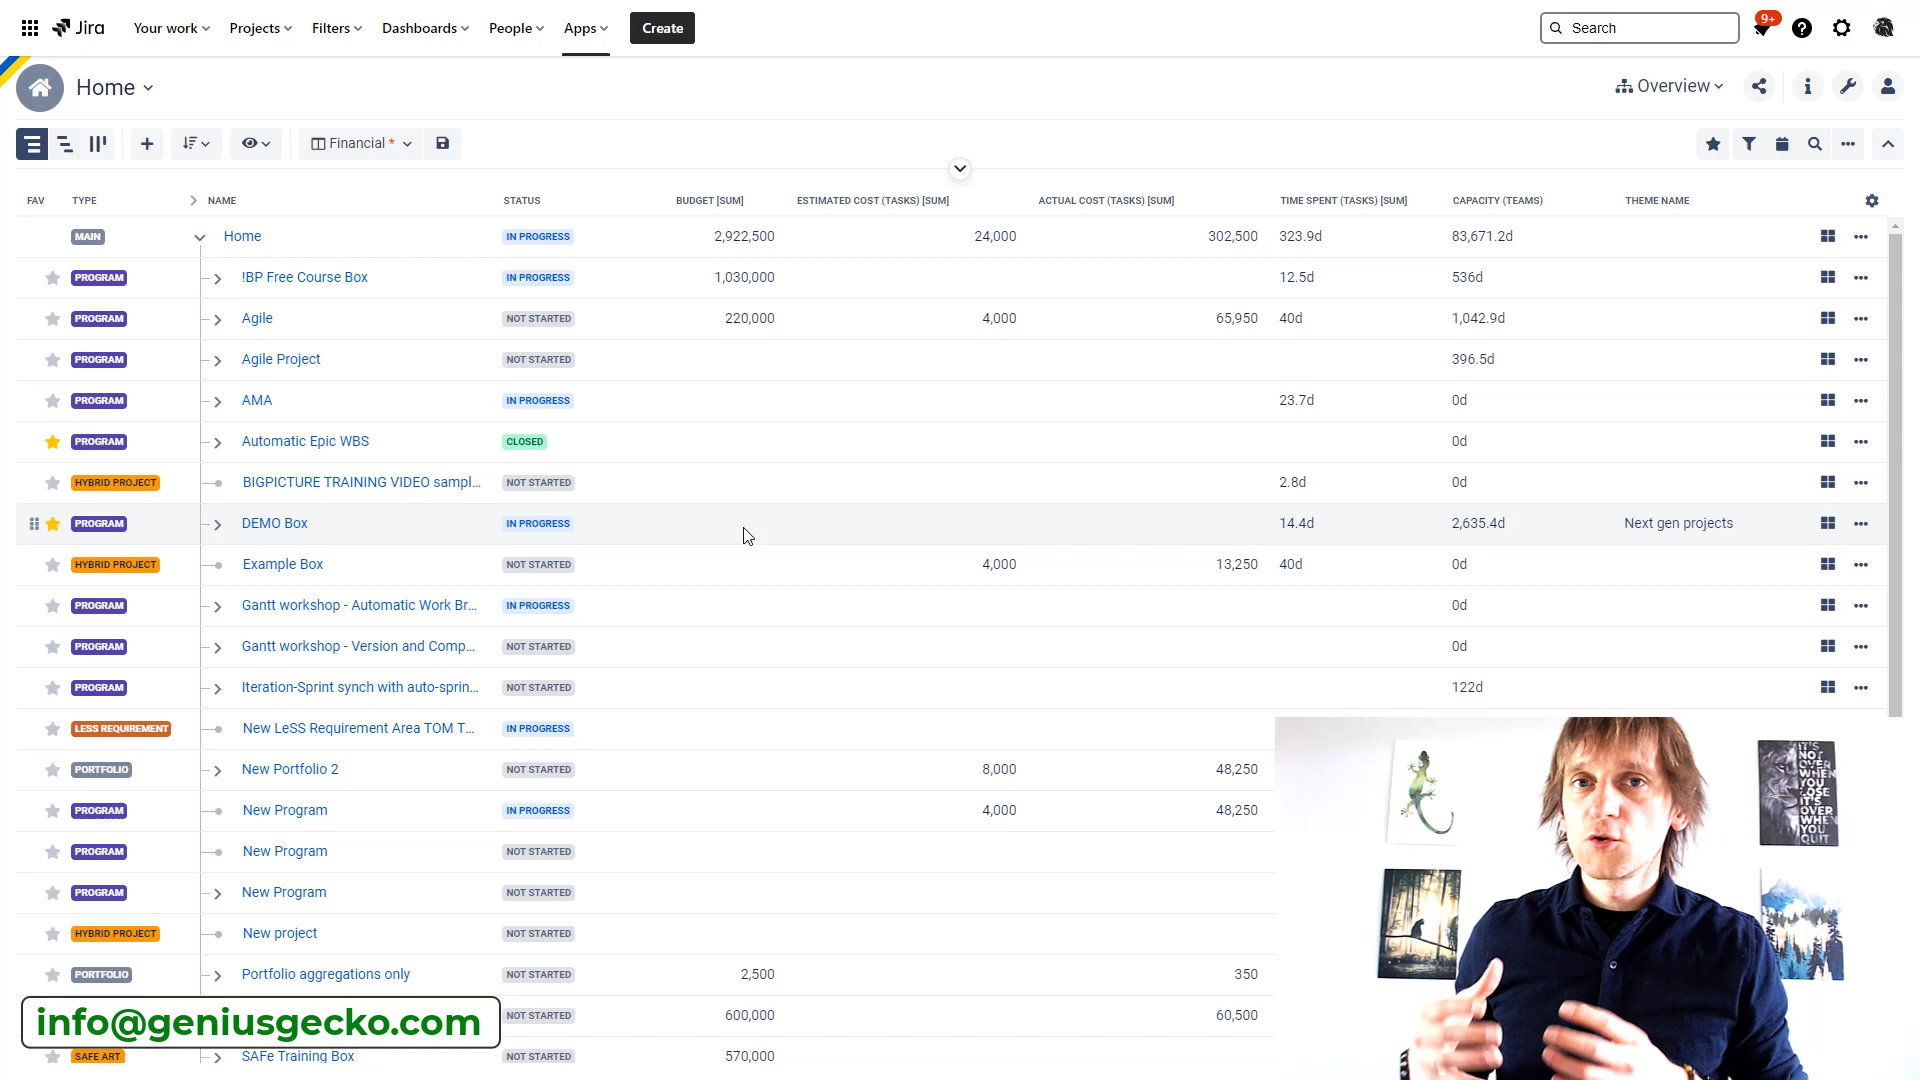 Jira Your work Projects Filters Dashboards People Apps Create Search 9+
Home Overview
Financial *
FAV TYPE NAME STATUS BUDGET [SUM] ESTIMATED COST (TASKS) [SUM] ACTUAL COST (TASKS) [SUM] TIME SPENT (TASKS) [SUM] CAPACITY (TEAMS) THEME NAME
MAIN Home IN PROGRESS 2,922,500 24,000 302,500 323.9d 83,671.2d
PROGRAM !BP Free Course Box IN PROGRESS 1,030,000 12.5d 536d
PROGRAM Agile NOT STARTED 220,000 4,000 65,950 40d 1,042.9d
PROGRAM Agile Project NOT STARTED 396.5d
PROGRAM AMA IN PROGRESS 23.7d 0d
PROGRAM Automatic Epic WBS CLOSED 0d
HYBRID PROJECT BIGPICTURE TRAINING VIDEO sampl... NOT STARTED 2.8d 0d
PROGRAM DEMO Box IN PROGRESS 14.4d 2,635.4d Next gen projects
HYBRID PROJECT Example Box NOT STARTED 4,000 13,250 40d 0d
PROGRAM Gantt workshop - Automatic Work Br... IN PROGRESS 0d
PROGRAM Gantt workshop - Version and Comp... NOT STARTED 0d
PROGRAM Iteration-Sprint synch with auto-sprin... NOT STARTED 122d
LESS REQUIREMENT New LeSS Requirement Area TOM T... IN PROGRESS
PORTFOLIO New Portfolio 2 NOT STARTED 8,000 48,250
PROGRAM New Program IN PROGRESS 4,000 48,250
PROGRAM New Program NOT STARTED
PROGRAM New Program NOT STARTED
HYBRID PROJECT New project NOT STARTED
PORTFOLIO Portfolio aggregations only NOT STARTED 2,500 350
NOT STARTED 600,000 60,500
SAFE ART SAFe Training Box NOT STARTED 570,000
info@geniusgecko.com
IT'S
NOT
OVER
WHEN
YOU
LOSE
IT'S
OVER
WHEN
YOU
QUIT